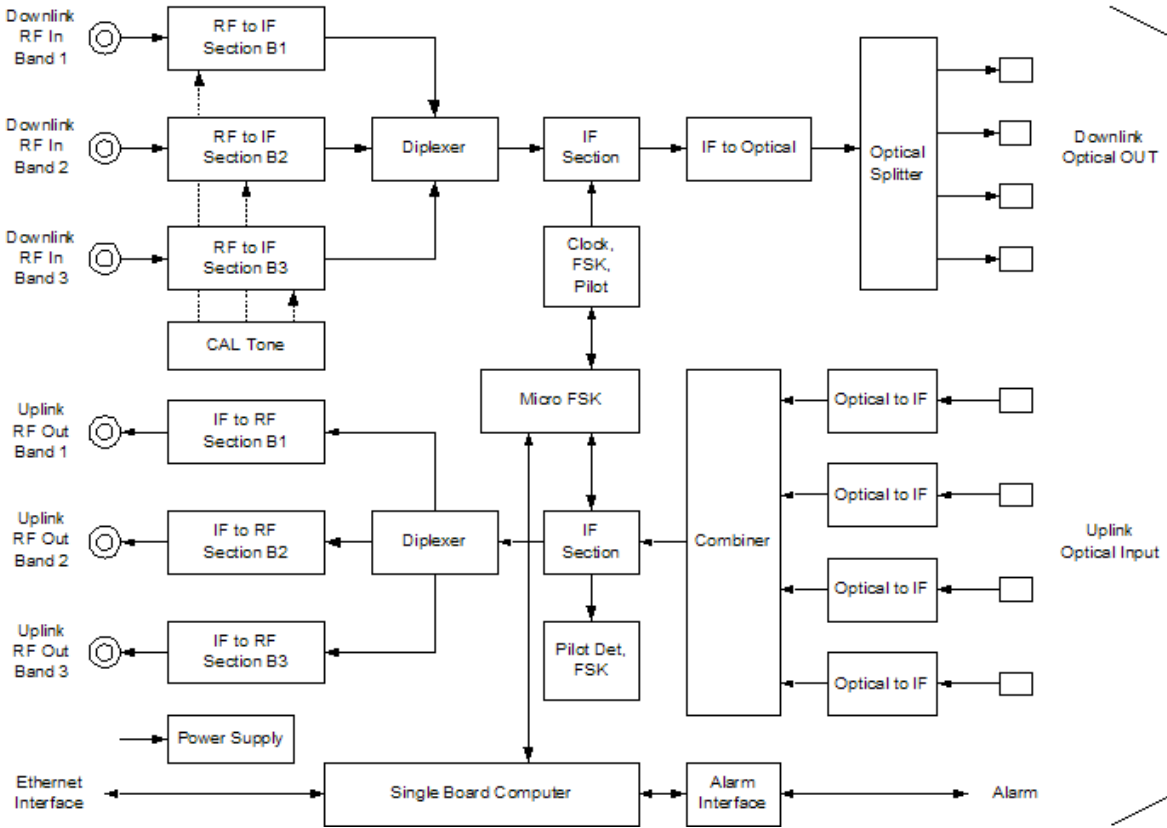 Downlink
RF In
Band 1
RF to IF
Section B1
Downlink
RF In
Band 2
RF to IF
Section B2
Diplexer
IF
Section
IF to Optical
Optical
Splitter
Downlink
Optical OUT
Downlink
RF In
Band 3
RF to IF
Section B3
Clock,
FSK,
Pilot
CAL Tone
Micro FSK
Uplink
RF Out
Band 1
IF to RF
Section B1
Optical to IF
Optical to IF
Uplink
RF Out
Band 2
IF to RF
Section B2
Diplexer
IF
Section
Combiner
Uplink
Optical Input
Optical to IF
Uplink
RF Out
Band 3
IF to RF
Section B3
Pilot Det,
FSK
Optical to IF
Power Supply
Ethernet
Interface
Single Board Computer
Alarm
Interface
Alarm